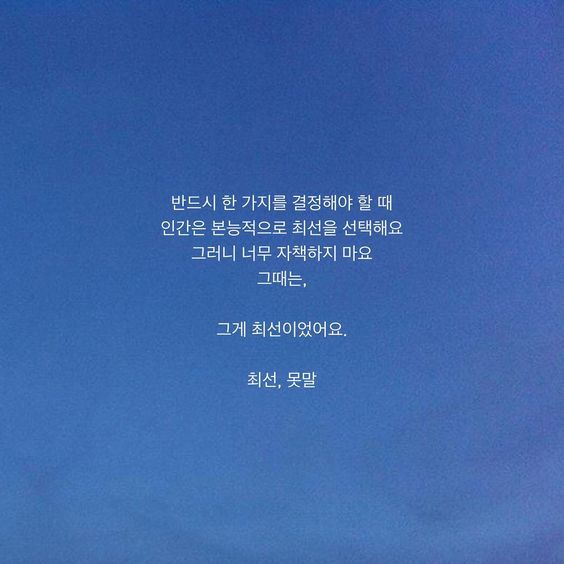 반드시 한 가지를 결정해야 할 때
인간은 본능적으로 최선을 선택해요
그러니 너무 자책하지 마요
그때는,
그게 최선이었어요.
최선, 못말